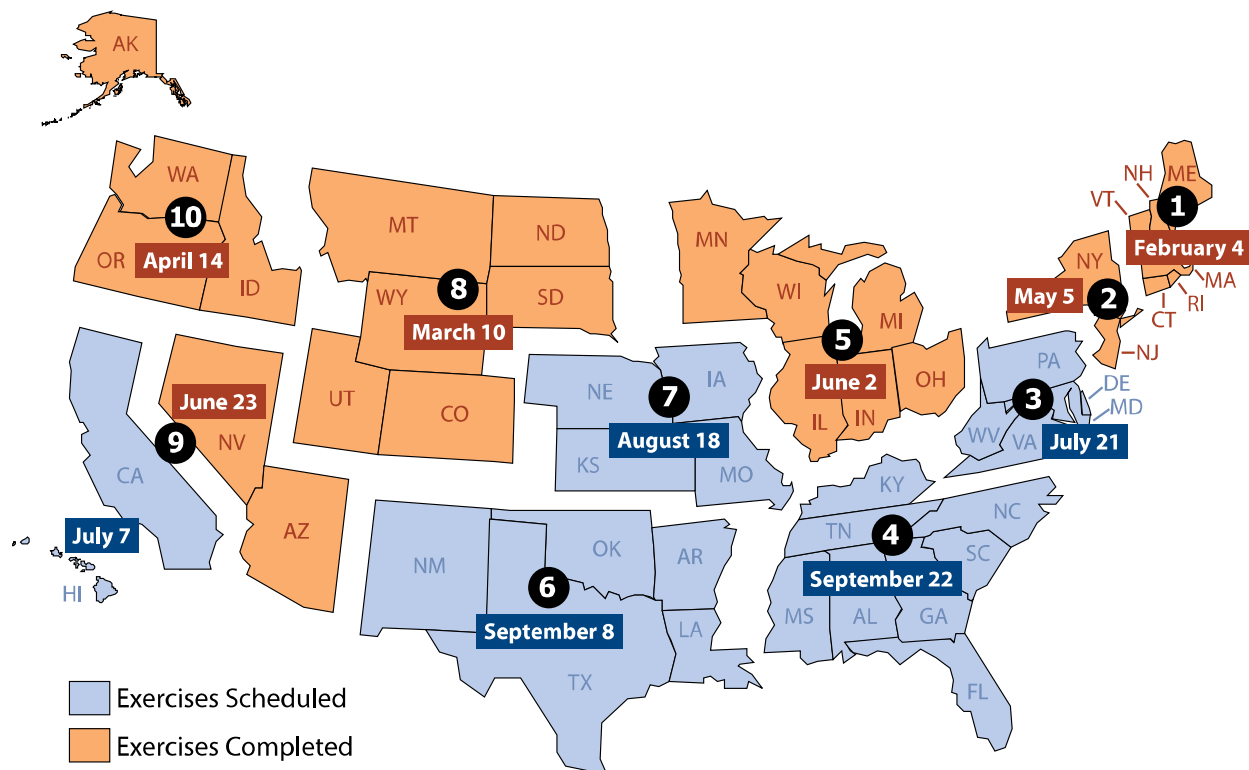 AK
WA
10
April 14
OR
ID
MT
ND
8
WY
SD
March 10
MN
WI
MI
5
June 2
OH
IL
IN
NH
ME
VT
1
February 4
NY
MA
May 5
2
RI
CT
NJ
PA
DE
3
MD
WV
VA
July 21
June 23
9
NV
CA
UT
CO
AZ
July 7
HI
NE
IA
7
August 18
KS
MO
KY
TN
4
NC
SC
September 22
MS
AL
GA
FL
NM
OK
AR
6
September 8
LA
TX
Exercises Scheduled
Exercises Completed